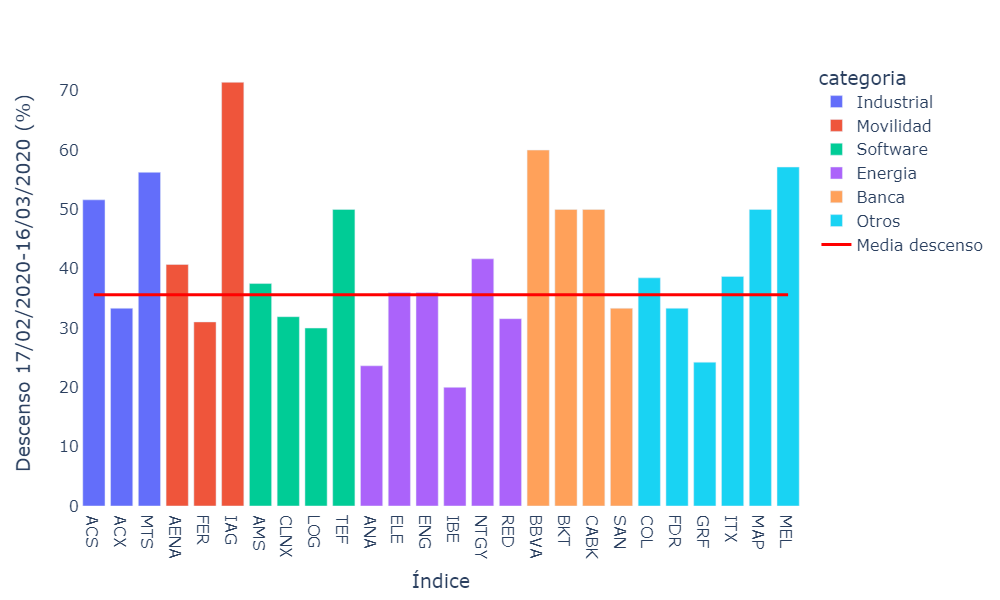 Descenso 17/02/2020-16/03/2020 (%)
70
60
50
40
30
20
10
0
ACS
ACX
MTS
AENA
FER
IAG
AMS
CLNX
LOG
TEF
ANA
ELE
ENG
IBE
NTGY
RED
BBVA
BKT
CABK
SAN
COL
FDR
GRF
ITX
MAP
MEL
Índice
categoria
Industrial
Movilidad
Software
Energia
Banca
Otros
Media descenso